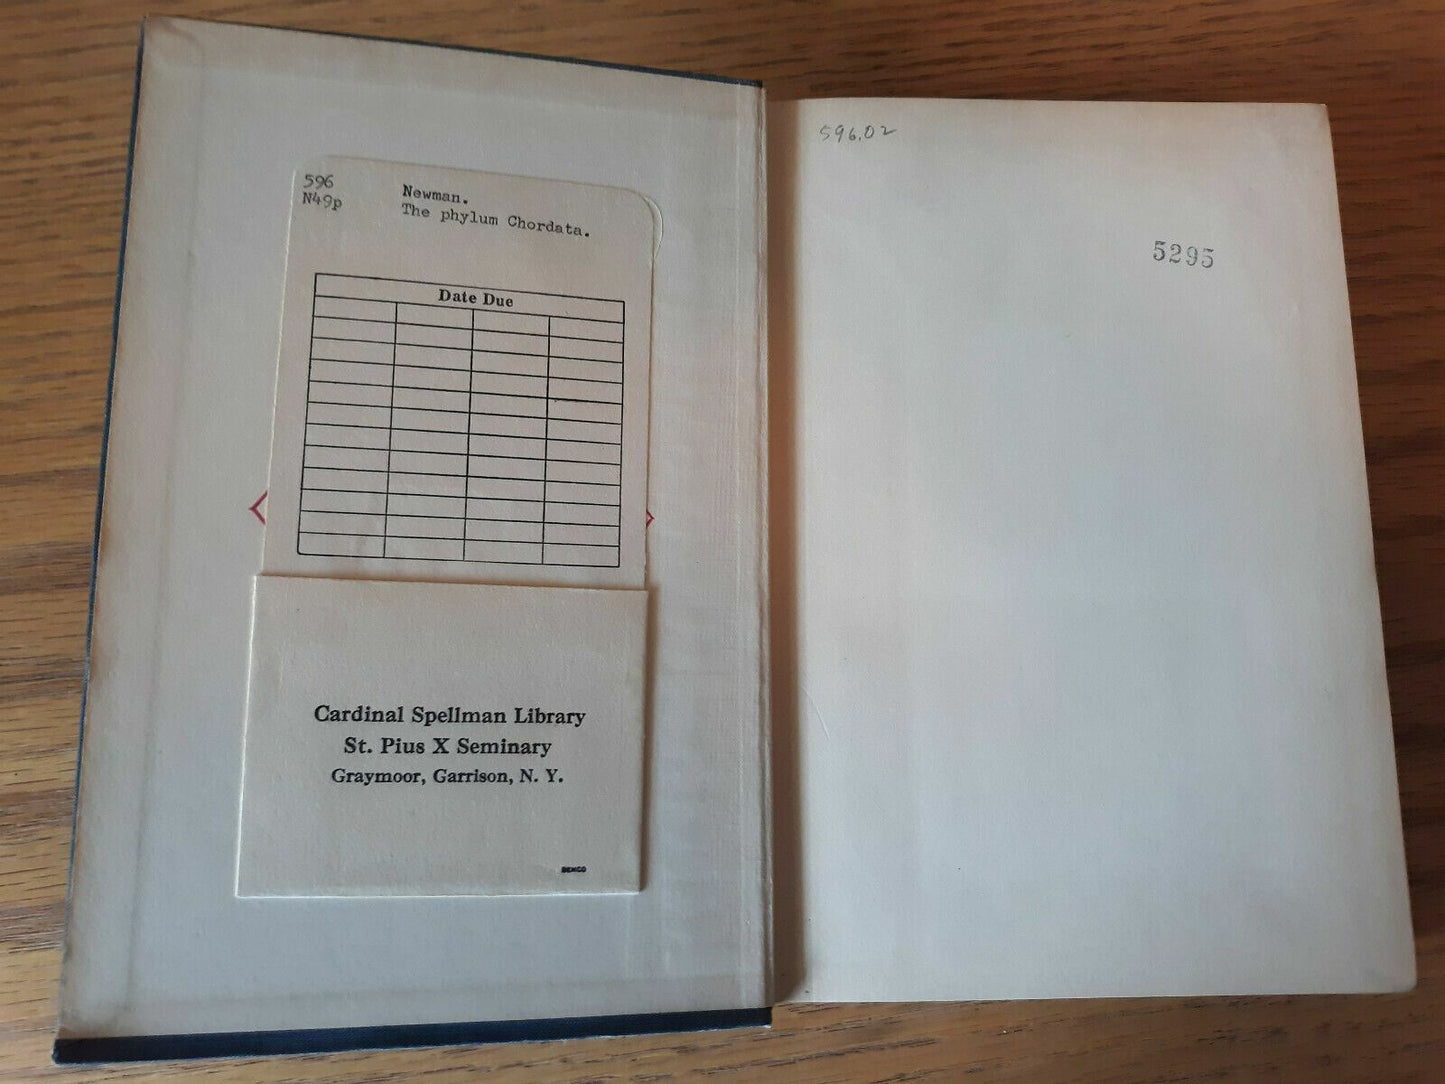 596
N49p
Newman.
The phylum Chordata.
Date Due
Cardinal Spellman Library
St. Pius X Seminary
Graymoor, Garrison, N. Y.
DEMCO
596.02
5295